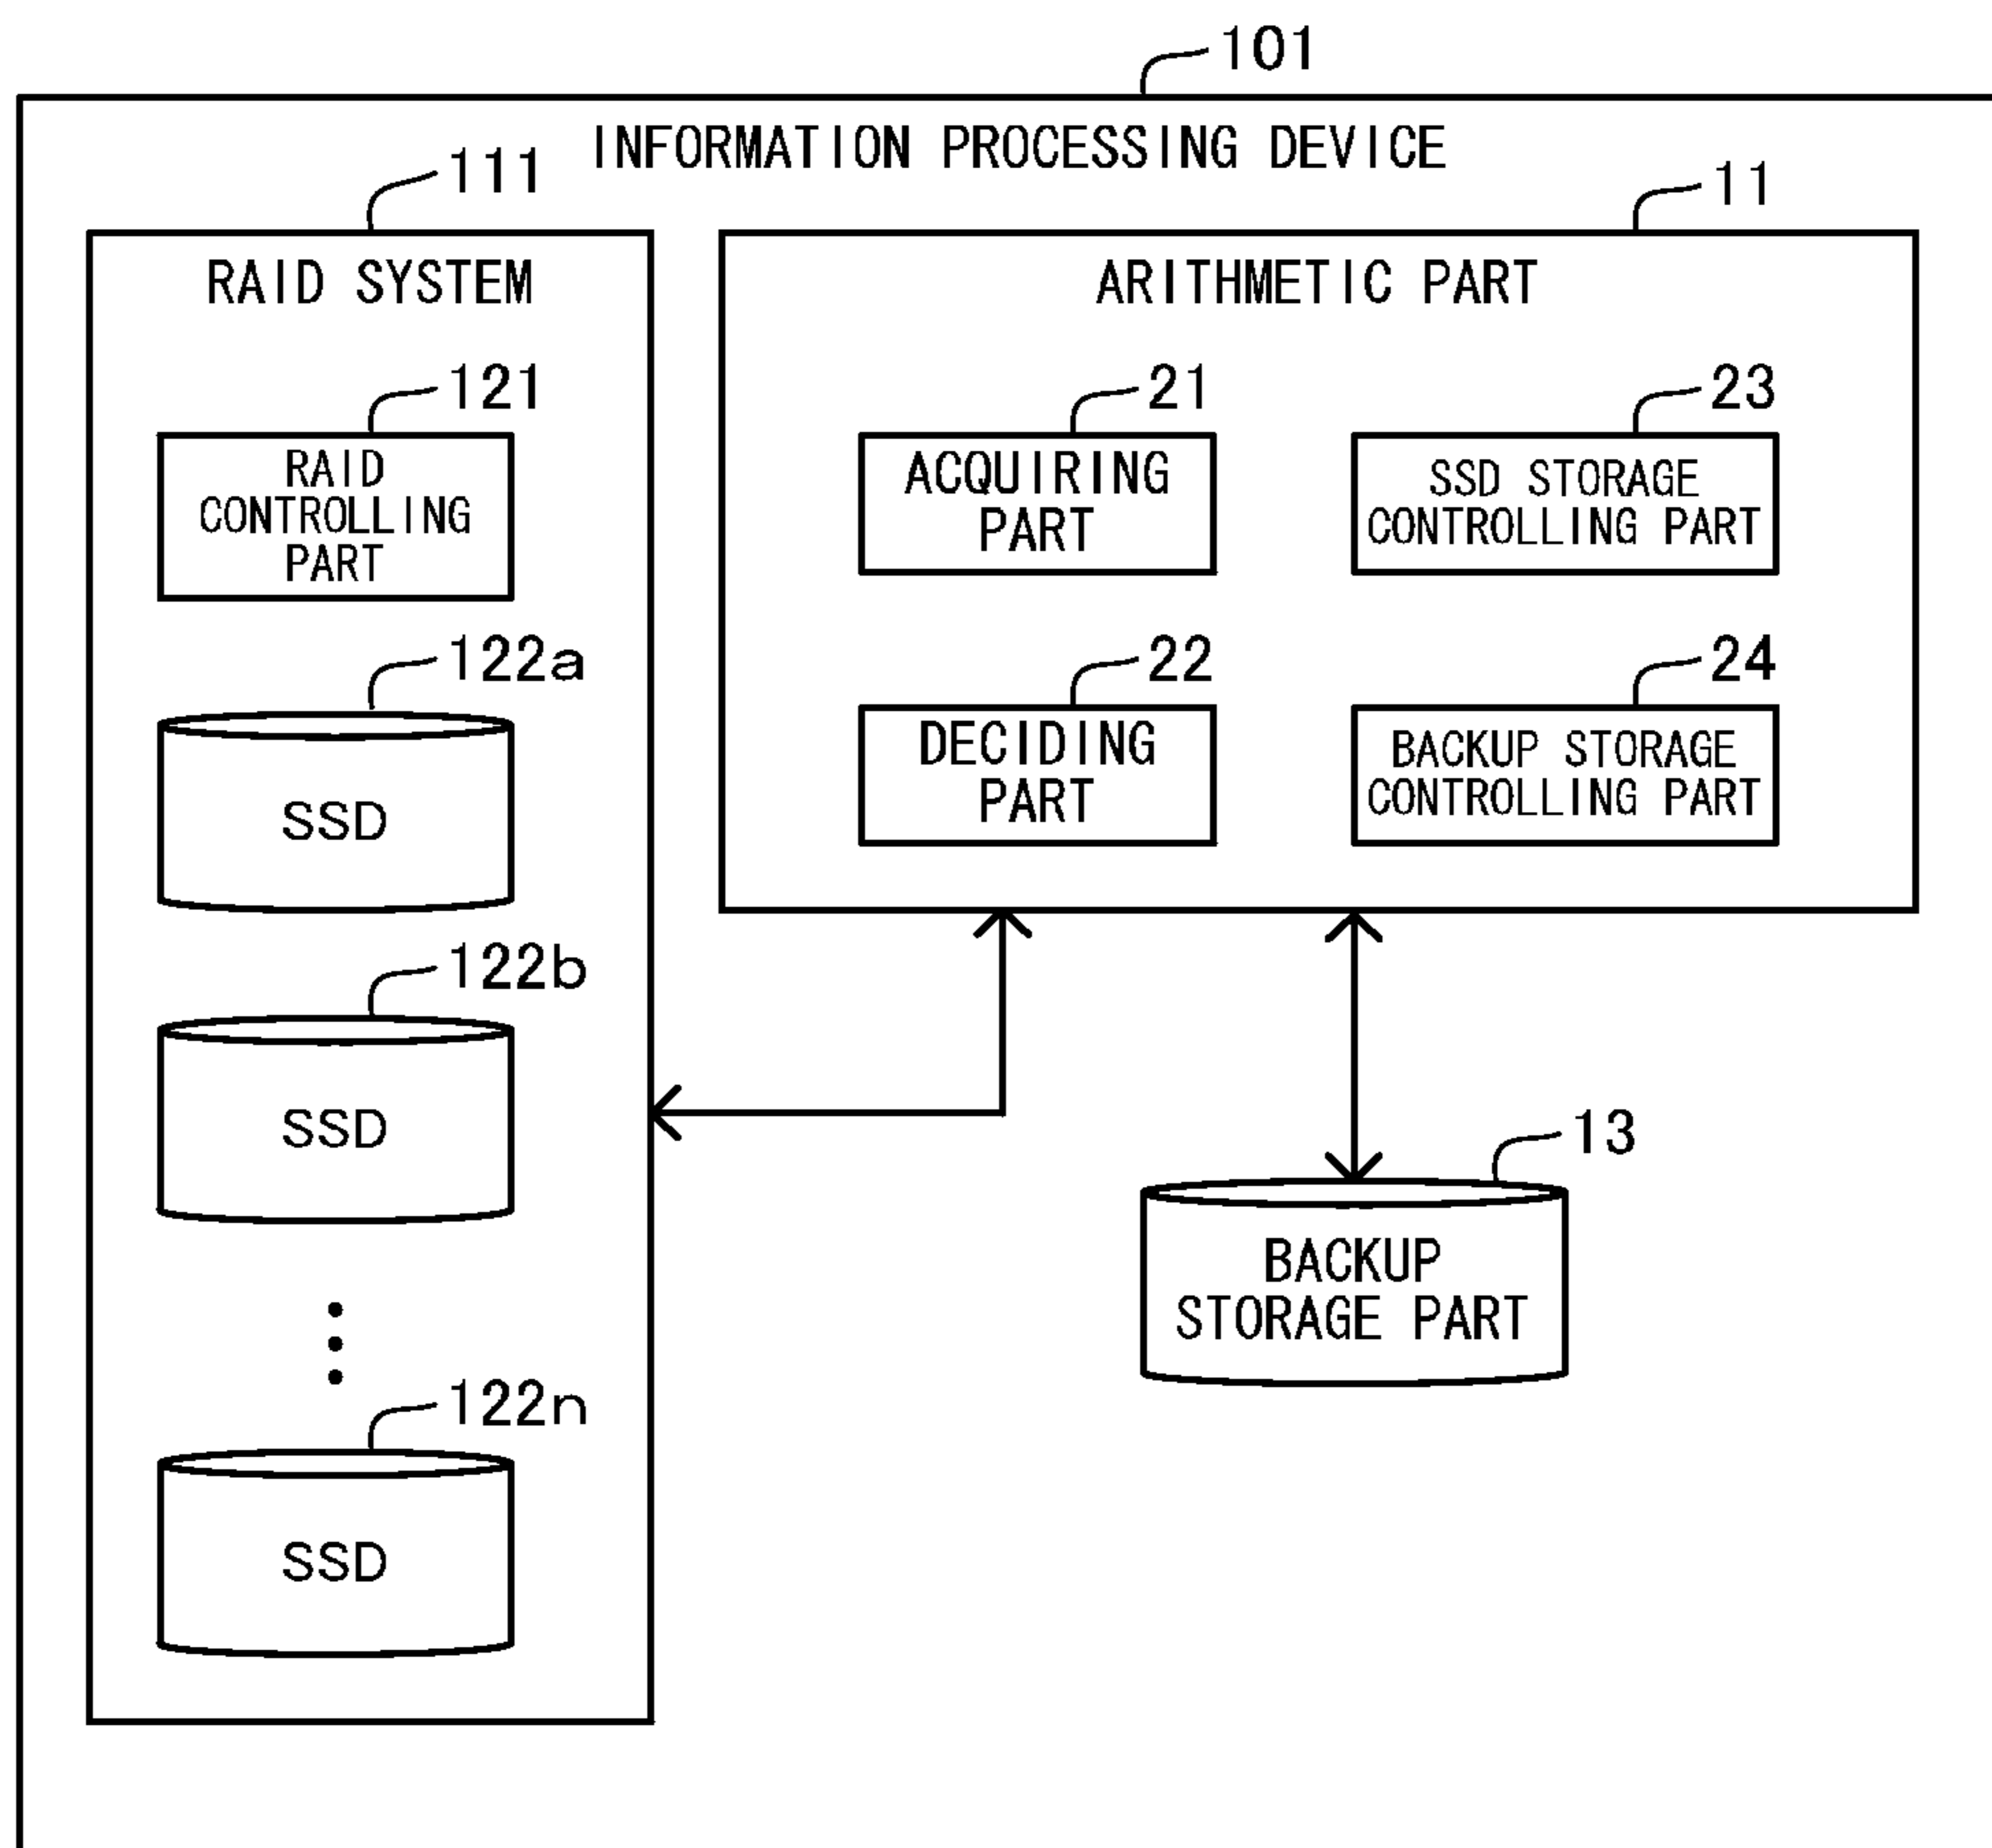 101
INFORMATION PROCESSING DEVICE
111
RAID SYSTEM
121
RAID
CONTROLLING
PART
122a
SSD
122b
SSD
122n
SSD
11
ARITHMETIC PART
21
ACQUIRING
PART
23
SSD STORAGE
CONTROLLING PART
22
DECIDING
PART
24
BACKUP STORAGE
CONTROLLING PART
13
BACKUP
STORAGE PART